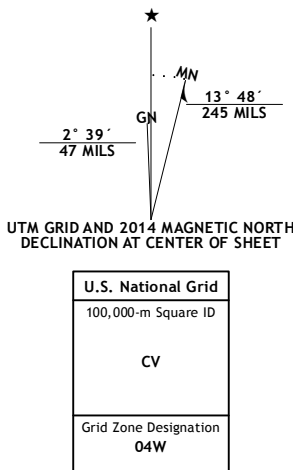 ★
MN
GN
13° 48´
245 MILS
2° 39´
47 MILS
UTM GRID AND 2014 MAGNETIC NORTH
DECLINATION AT CENTER OF SHEET
U.S. National Grid
100,000-m Square ID
CV
Grid Zone Designation
04W